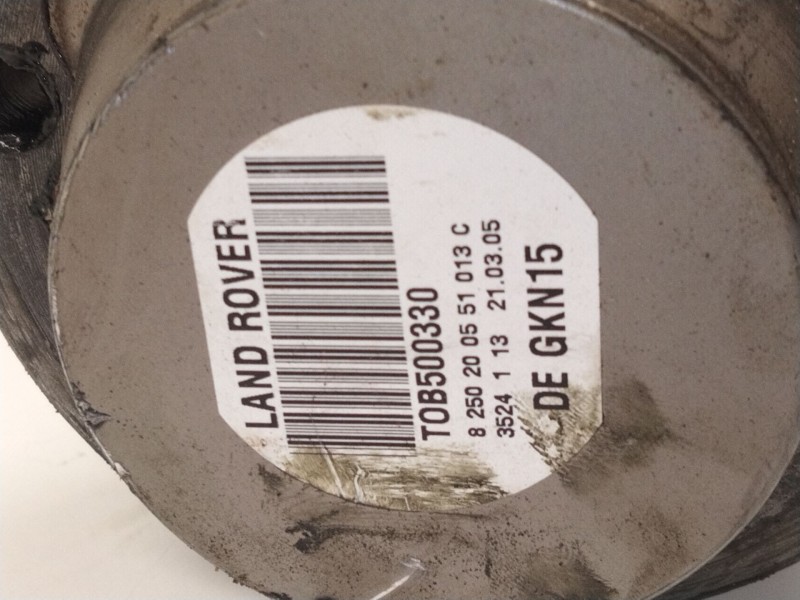 LAND ROVER
TOB500330
8 250 20 05 51 013 C
3524 1 13 21.03.05
DE GKN15